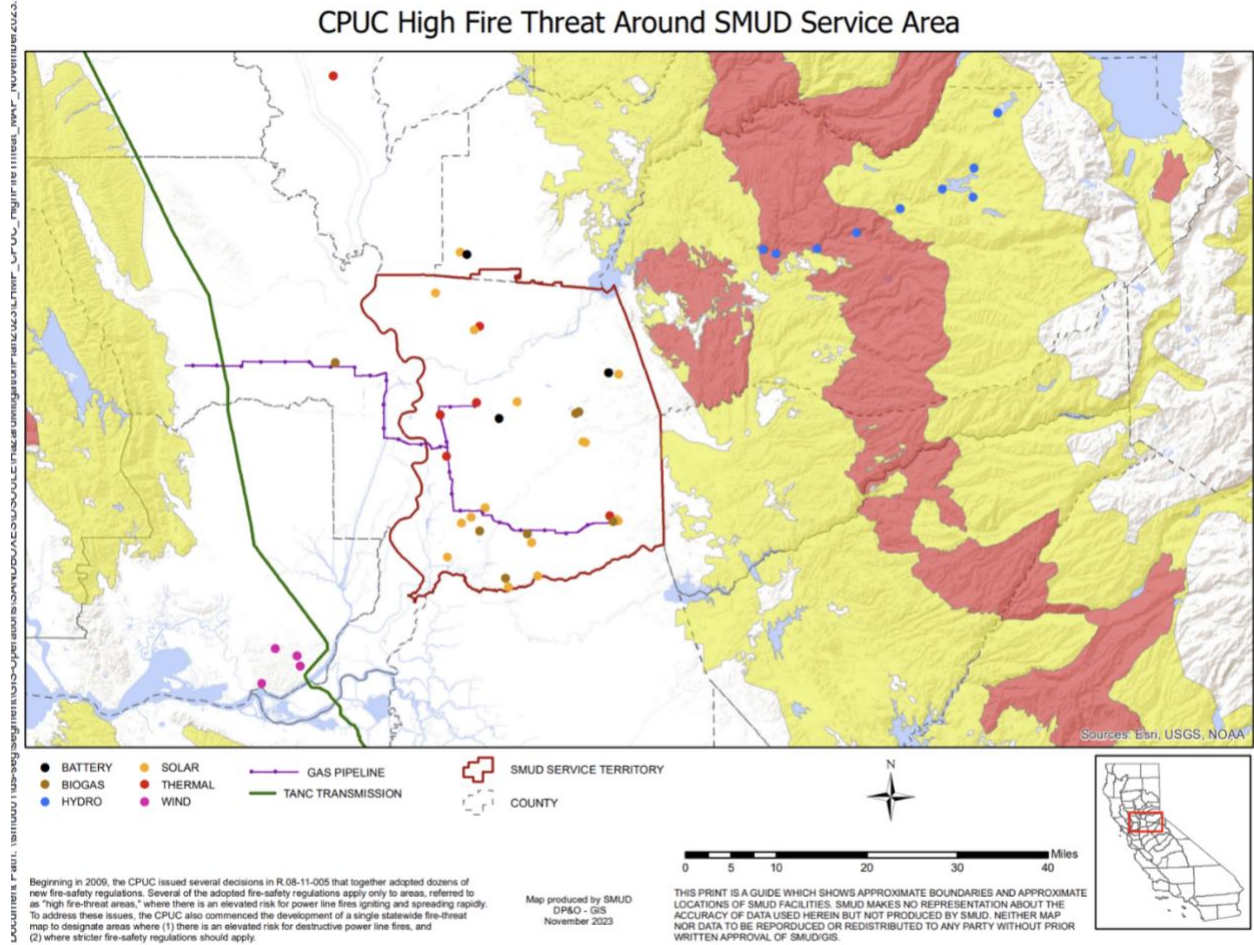 CPUC High Fire Threat Around SMUD Service Area
Sources: Esri, USGS, NOAA
BATTERY
BIOGAS
HYDRO
SOLAR
THERMAL
WIND
GAS PIPELINE
TANC TRANSMISSION
SMUD SERVICE TERRITORY
COUNTY
N
Miles
0 5 10 20 30 40
Beginning in 2009, the CPUC issued several decisions in R.08-11-005 that together adopted dozens of
new fire-safety regulations. Several of the adopted fire-safety regulations apply only to areas, referred to
as "high fire-threat areas," where there is an elevated risk for power line fires igniting and spreading rapidly.
To address these issues, the CPUC also commenced the development of a single statewide fire-threat
map to designate areas where (1) there is an elevated risk for destructive power line fires, and
(2) where stricter fire-safety regulations should apply.
Map produced by SMUD
DP&O - GIS
November 2023
THIS PRINT IS A GUIDE WHICH SHOWS APPROXIMATE BOUNDARIES AND APPROXIMATE
LOCATIONS OF SMUD FACILITIES. SMUD MAKES NO REPRESENTATION ABOUT THE
ACCURACY OF DATA USED HEREIN BUT NOT PRODUCED BY SMUD. NEITHER MAP
NOR DATA TO BE REPORDUCED OR REDISTRIBUTED TO ANY PARTY WITHOUT PRIOR
WRITTEN APPROVAL OF SMUD/GIS.